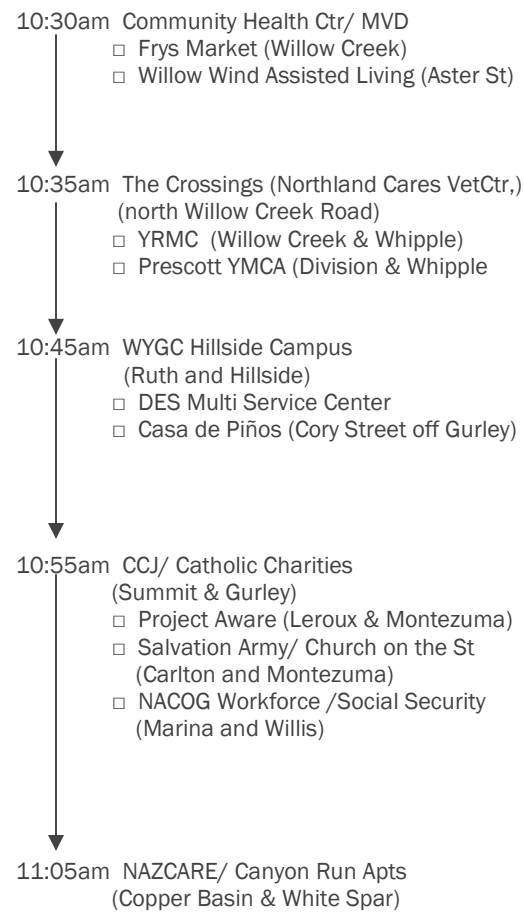 10:30am Community Health Ctr/ MVD
□ Frys Market (Willow Creek)
□ Willow Wind Assisted Living (Aster St)
10:35am The Crossings (Northland Cares VetCtr,)
(north Willow Creek Road)
□ YRMC (Willow Creek & Whipple)
□ Prescott YMCA (Division & Whipple
10:45am WYGC Hillside Campus
(Ruth and Hillside)
□ DES Multi Service Center
□ Casa de Piños (Cory Street off Gurley)
10:55am CCJ/ Catholic Charities
(Summit & Gurley)
□ Project Aware (Leroux & Montezuma)
□ Salvation Army/ Church on the St
(Carlton and Montezuma)
□ NACOG Workforce /Social Security
(Marina and Willis)
11:05am NAZCARE/ Canyon Run Apts
(Copper Basin & White Spar)